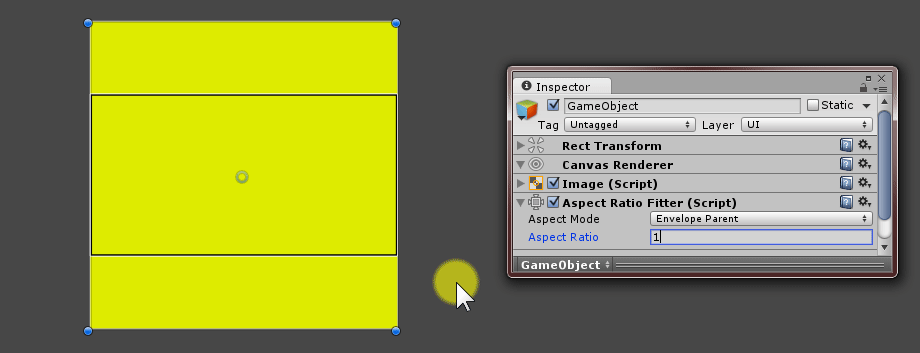 Inspector
GameObject
Static
Tag Untagged Layer UI
Rect Transform
Canvas Renderer
Image (Script)
Aspect Ratio Fitter (Script)
Aspect Mode Envelope Parent
Aspect Ratio 1
GameObject